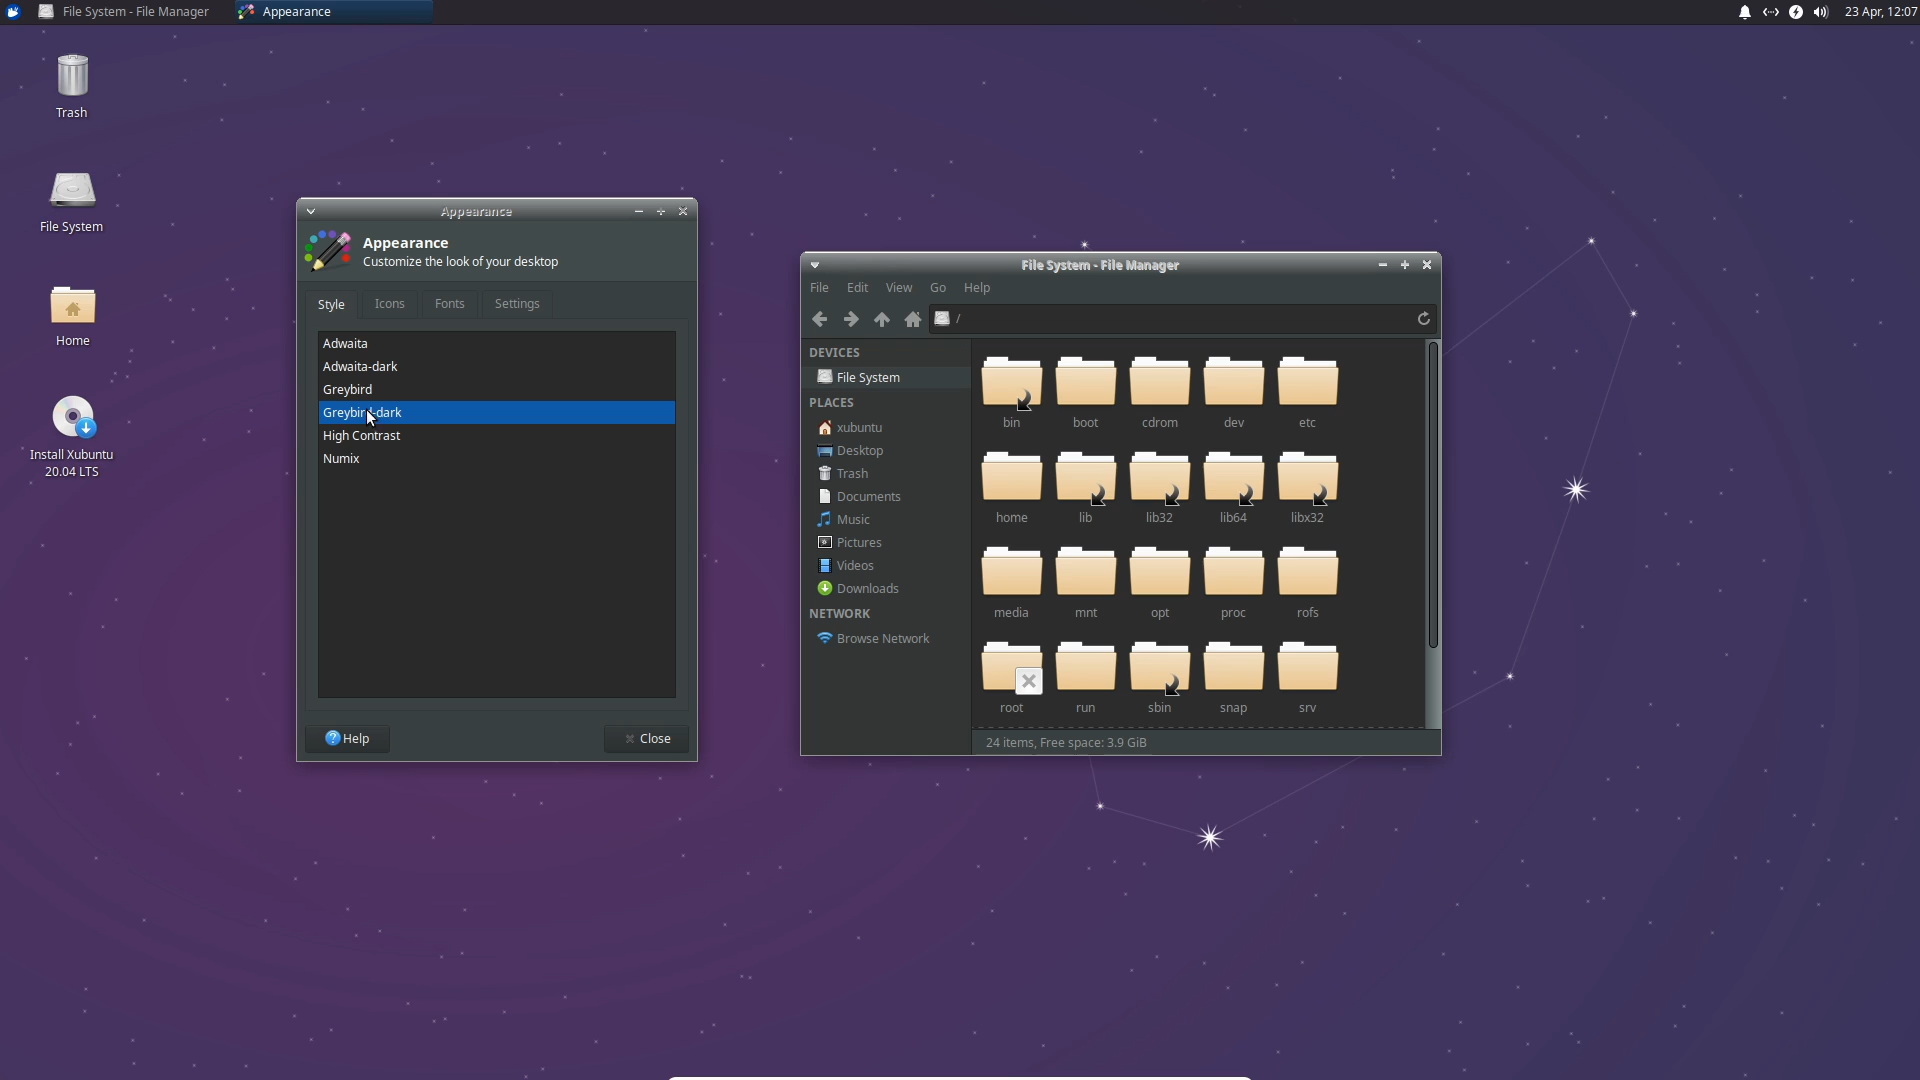 File System - File Manager
Appearance
23 Apr, 12:07
Trash
File System
Home
Install Xubuntu
20.04 LTS
Appearance
Appearance
Customize the look of your desktop
Style
Icons
Fonts
Settings
Adwaita
Adwaita-dark
Greybird
Greybird-dark
High Contrast
Numix
Help
Close
File System - File Manager
File
Edit
View
Go
Help
/
DEVICES
File System
PLACES
xubuntu
Desktop
Trash
Documents
Music
Pictures
Videos
Downloads
NETWORK
Browse Network
bin
boot
cdrom
dev
etc
home
lib
lib32
lib64
libx32
media
mnt
opt
proc
rofs
root
run
sbin
snap
srv
24 items, Free space: 3.9 GiB